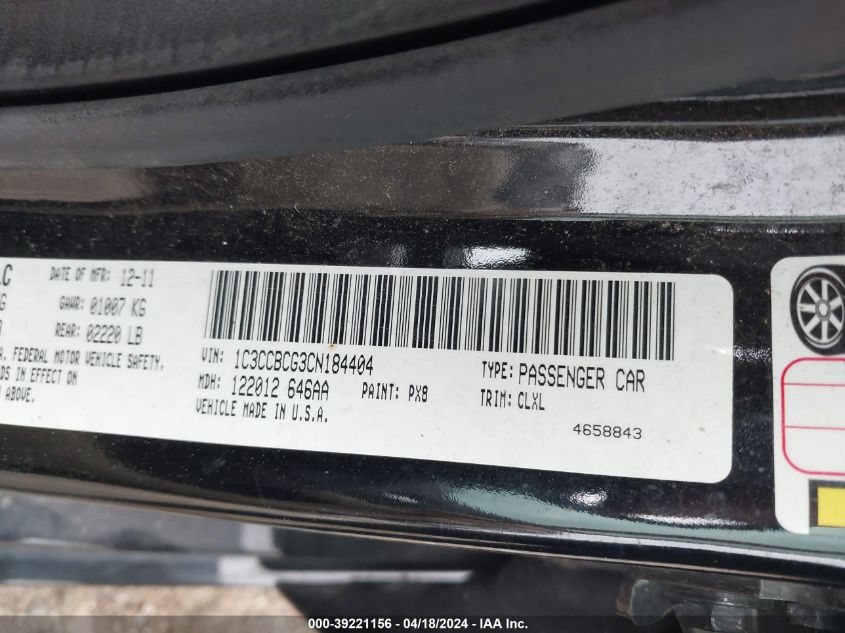 LC DATE OF MFR: 12-11
G GAWR: 01007 KG
REAR: 02220 LB
A. FEDERAL MOTOR VEHICLE SAFETY,
DS IN EFFECT ON
ABOVE.
VIN: 1C3CCBCG3CN184404 TYPE: PASSENGER CAR
MDH: 122012 646AA PAINT: PX8 TRIM: CLXL
VEHICLE MADE IN U.S.A.
4658843
000-39221156 - 04/18/2024 - IAA Inc.